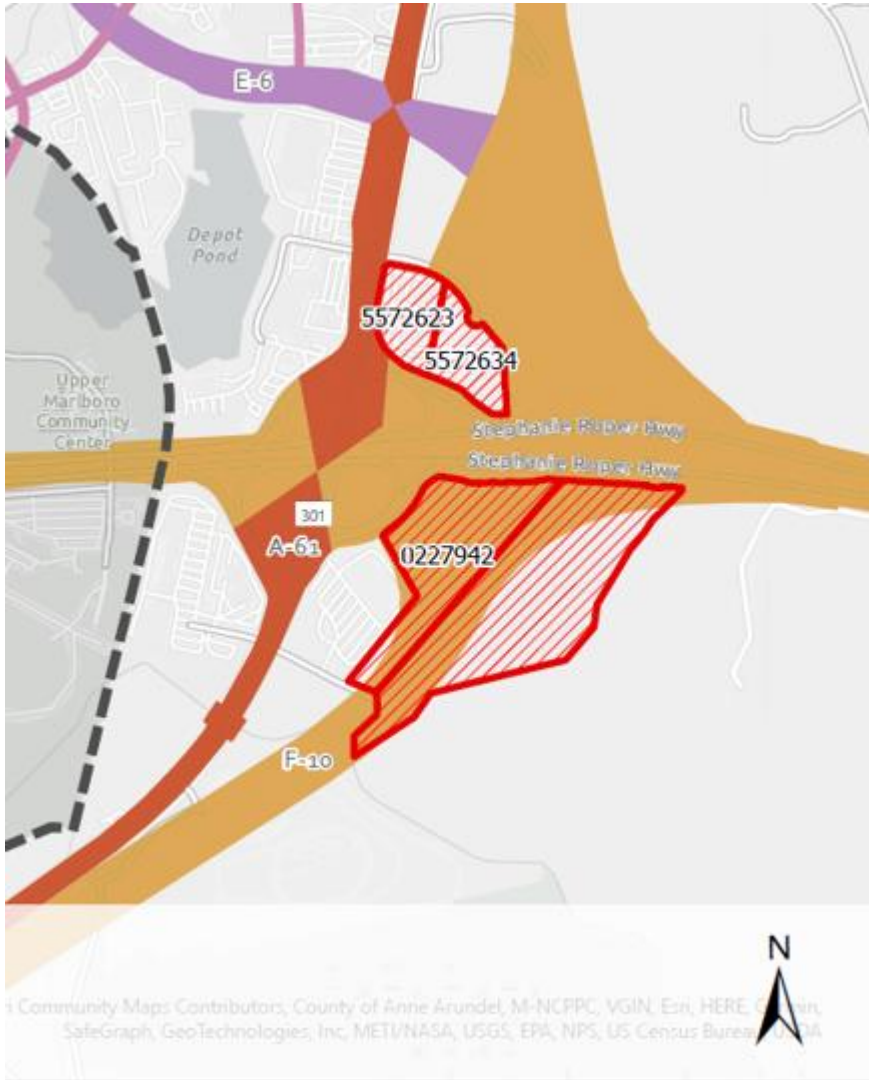 E-6
Depot
Pond
5572623
5572634
Upper
Marlboro
Community
Center
Stephanie Roper Hwy
Stephanie Roper Hwy
301
A-61
0227942
F-10
N
Community Maps Contributors, County of Anne Arundel, M-NCPPC, VGIN, Esri, HERE,
SafeGraph, GeoTechnologies, Inc, METI/NASA, USGS, EPA, NPS, US Census